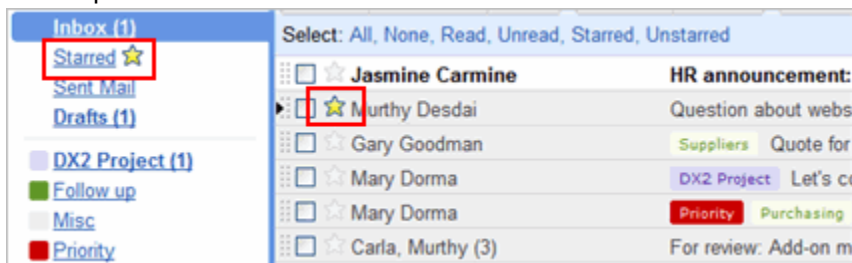 Inbox (1)
Starred
Sent Mail
Drafts (1)
DX2 Project (1)
Follow up
Misc
Priority
Select: All, None, Read, Unread, Starred, Unstarred
Jasmine Carmine HR announcement:
Murthy Desdai Question about webs
Gary Goodman Suppliers Quote for
Mary Dorma DX2 Project Let's co
Mary Dorma Priority Purchasing
Carla, Murthy (3) For review: Add-on m